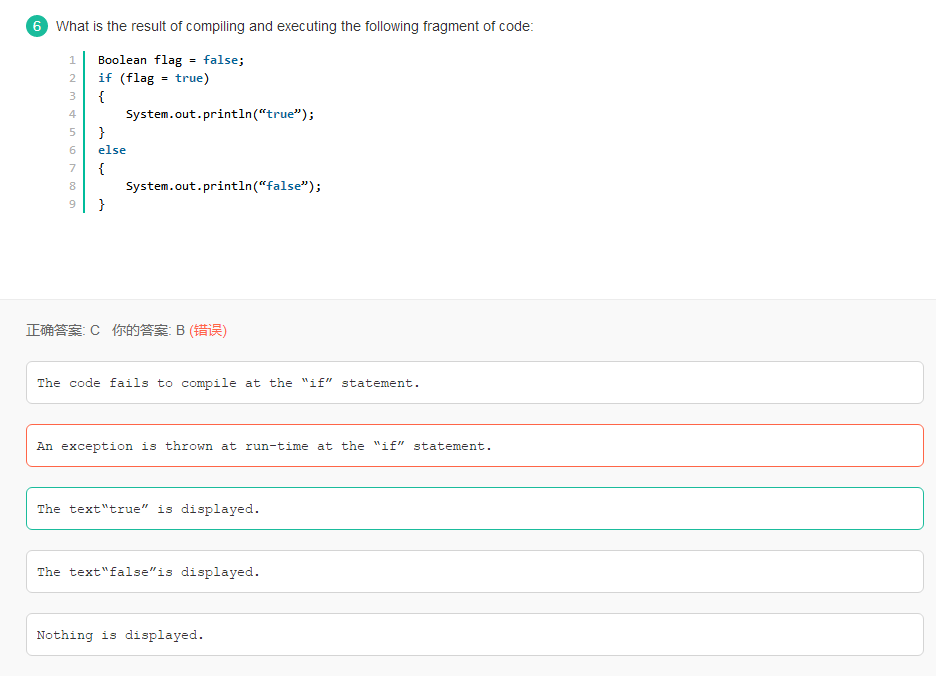 6 What is the result of compiling and executing the following fragment of code:
1 Boolean flag = false;
2 if (flag = true)
3 {
4     System.out.println(“true”);
5 }
6 else
7 {
8     System.out.println(“false”);
9 }
正确答案: C 你的答案: B (错误)
The code fails to compile at the “if” statement.
An exception is thrown at run-time at the “if” statement.
The text“true” is displayed.
The text“false”is displayed.
Nothing is displayed.